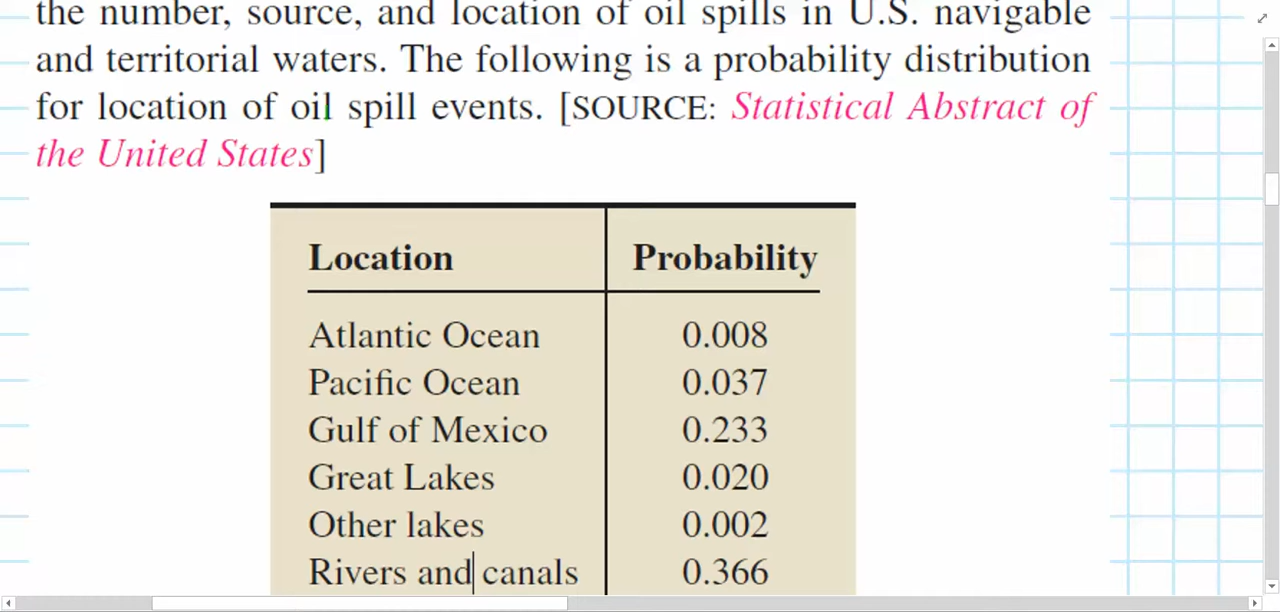 the number, source, and location of oil spills in U.S. navigable
and territorial waters. The following is a probability distribution
for location of oil spill events. [SOURCE: Statistical Abstract of
the United States]
Location Probability
Atlantic Ocean 0.008
Pacific Ocean 0.037
Gulf of Mexico 0.233
Great Lakes 0.020
Other lakes 0.002
Rivers and canals 0.366